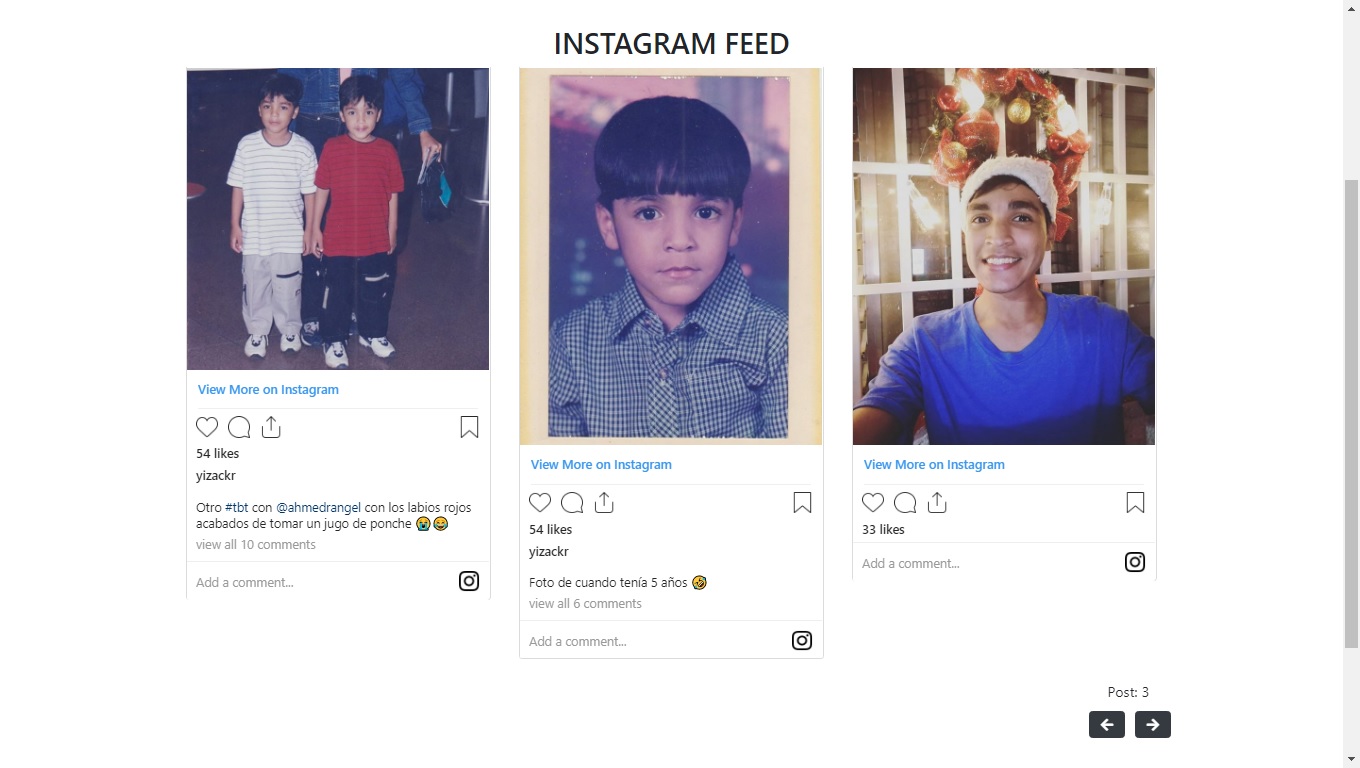 INSTAGRAM FEED
View More on Instagram
54 likes
yizackr
Otro #tbt con @ahmedrangel con los labios rojos
acabados de tomar un jugo de ponche 😭😂
view all 10 comments
Add a comment...
View More on Instagram
54 likes
yizackr
Foto de cuando tenía 5 años 🤣
view all 6 comments
Add a comment...
View More on Instagram
33 likes
Add a comment...
Post: 3